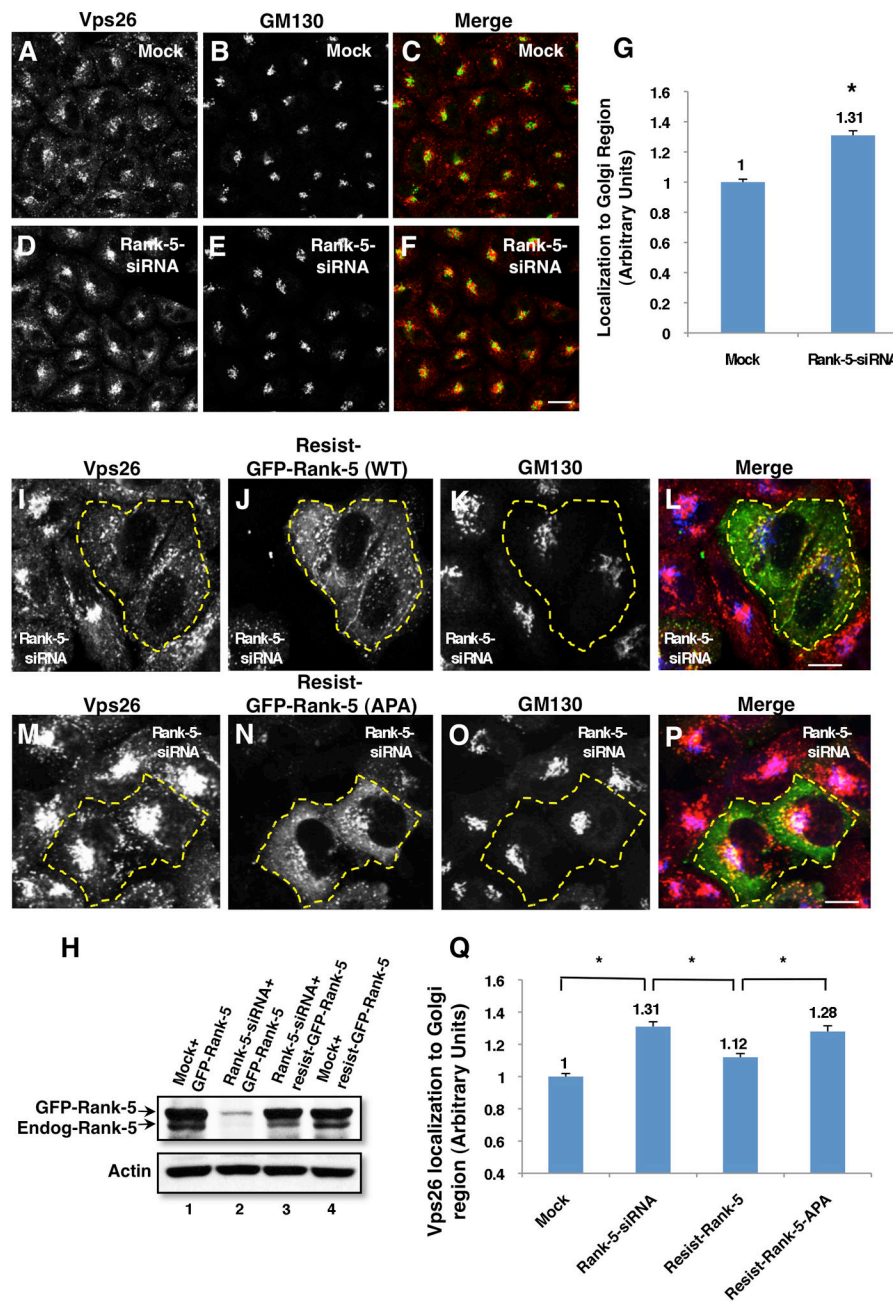 Vps26 GM130 Merge
A Mock B Mock C Mock
D Rank-5-
siRNA
E Rank-5-
siRNA
F Rank-5-
siRNA
G
Localization to Golgi Region
(Arbitrary Units)
1.6
1.4
1.2
1
0.8
0.6
0.4
0.2
0
1
*
1.31
Mock Rank-5-siRNA
Vps26
Resist-
GFP-Rank-5 (WT)
GM130 Merge
I Rank-5-
siRNA
J Rank-5-
siRNA
K Rank-5-
siRNA
L Rank-5-
siRNA
Vps26
Resist-
GFP-Rank-5 (APA)
GM130 Merge
M Rank-5-
siRNA
N Rank-5-
siRNA
O Rank-5-
siRNA
P Rank-5-
siRNA
H
Mock+
GFP-Rank-5
Rank-5-siRNA+
GFP-Rank-5
Rank-5-siRNA+
resist-GFP-Rank-5
Mock+
resist-GFP-Rank-5
GFP-Rank-5
Endog-Rank-5
Actin
1 2 3 4
Q
Vps26 localization to Golgi
region (Arbitrary Units)
1.6
1.4
1.2
1
0.8
0.6
0.4
* * *
1
1.31
1.12
1.28
Mock
Rank-5-siRNA
Resist-Rank-5
Resist-Rank-5-APA